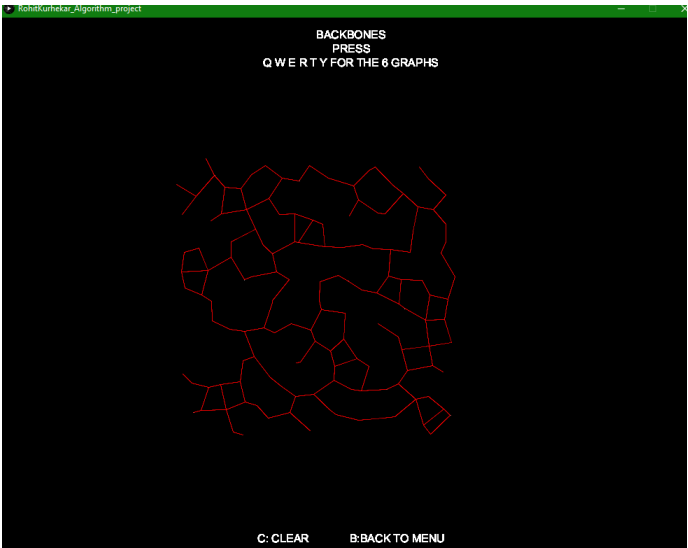 RohitKurhekar_Algorithm_project
BACKBONES
PRESS
Q W E R T Y FOR THE 6 GRAPHS
C: CLEAR
B:BACK TO MENU